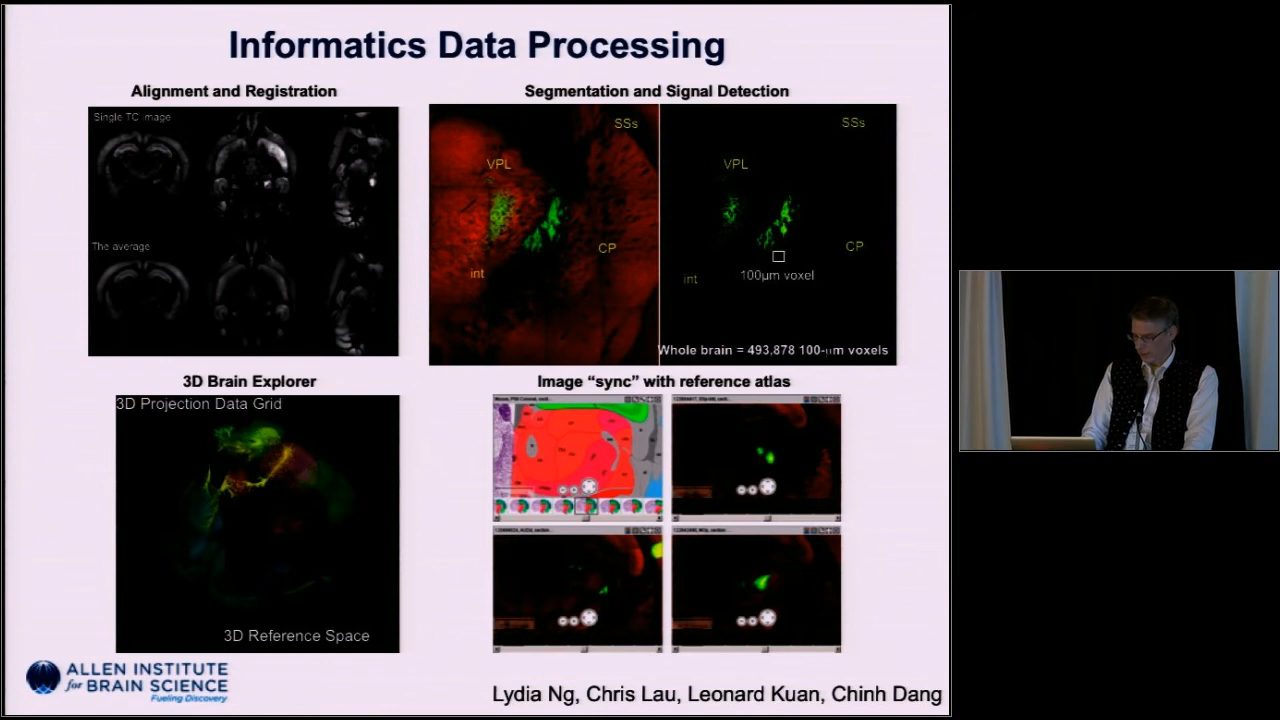 Informatics Data Processing
Alignment and Registration
Single TC image
The average
Segmentation and Signal Detection
SSs
VPL
CP
int
SSs
VPL
CP
int
100µm voxel
Whole brain = 493,878 100-µm voxels
3D Brain Explorer
3D Projection Data Grid
3D Reference Space
Image “sync” with reference atlas
ALLEN INSTITUTE
for BRAIN SCIENCE
Fueling Discovery
Lydia Ng, Chris Lau, Leonard Kuan, Chinh Dang